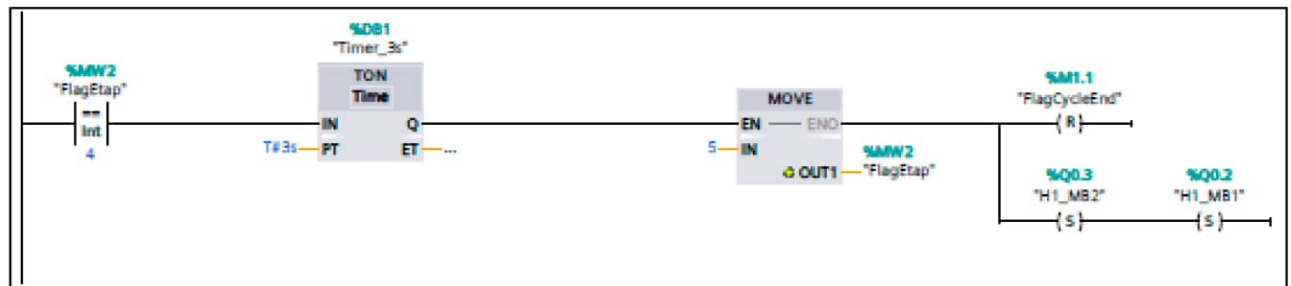 %DB1
"Timer_3s"
%MW2
"FlagEtap"
==
Int
4
TON
Time
IN Q
T#3s PT ET ...
MOVE
EN ENO
5 IN
OUT1
%MW2
"FlagEtap"
%M1.1
"FlagCycleEnd"
R
%Q0.3
"H1_MB2"
S
%Q0.2
"H1_MB1"
S